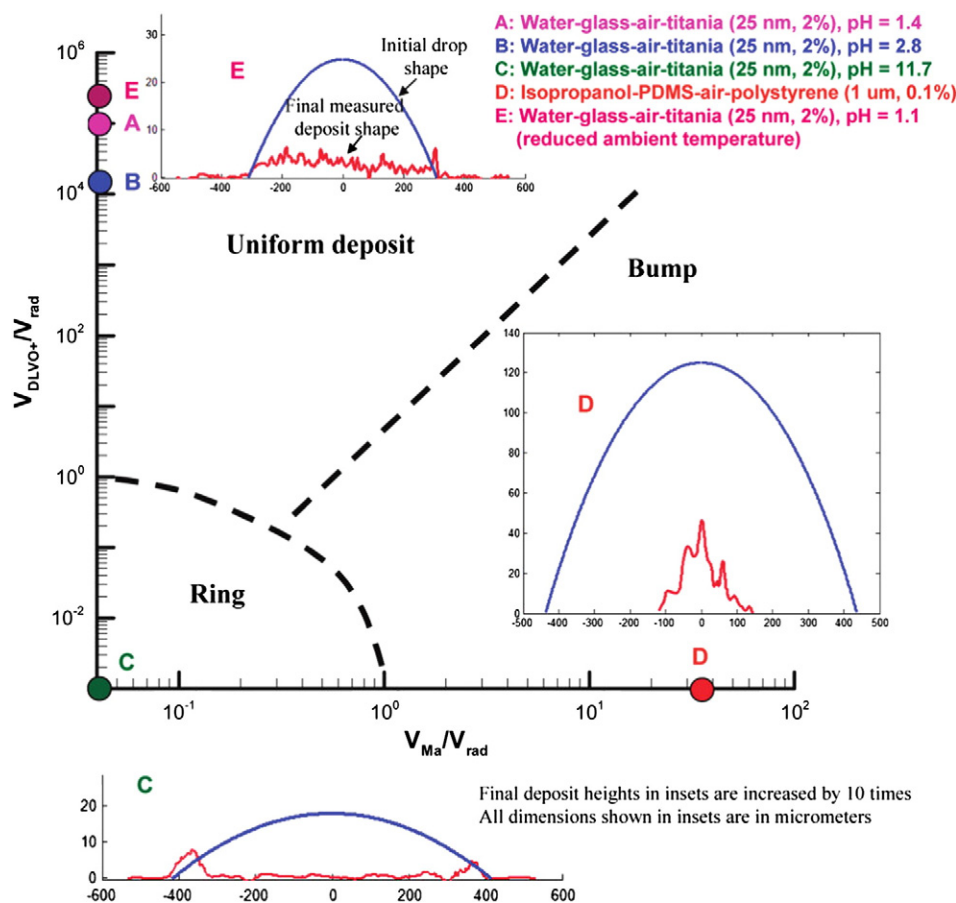 A: Water-glass-air-titania (25 nm, 2%), pH = 1.4
B: Water-glass-air-titania (25 nm, 2%), pH = 2.8
C: Water-glass-air-titania (25 nm, 2%), pH = 11.7
D: Isopropanol-PDMS-air-polystyrene (1 um, 0.1%)
E: Water-glass-air-titania (25 nm, 2%), pH = 1.1
(reduced ambient temperature)
30
20
10
0
-600 -400 -200 0 200 400 600
E
Initial drop
shape
Final measured
deposit shape
10^6
E
A
B
10^4
10^2
10^0
10^-2
V_DLVO+/V_rad
Uniform deposit
Bump
Ring
140
120
100
80
60
40
20
0
-500 -400 -300 -200 -100 0 100 200 300 400 500
D
C
D
10^-1 10^0 10^1 10^2
V_Ma/V_rad
C
20
10
0
-600 -400 -200 0 200 400 600
Final deposit heights in insets are increased by 10 times
All dimensions shown in insets are in micrometers